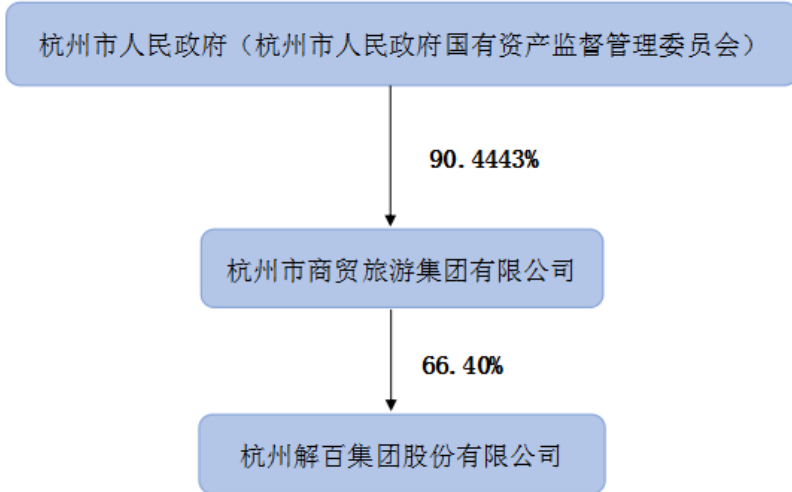 杭州市人民政府（杭州市人民政府国有资产监督管理委员会）
90.4443%
杭州市商贸旅游集团有限公司
66.40%
杭州解百集团股份有限公司